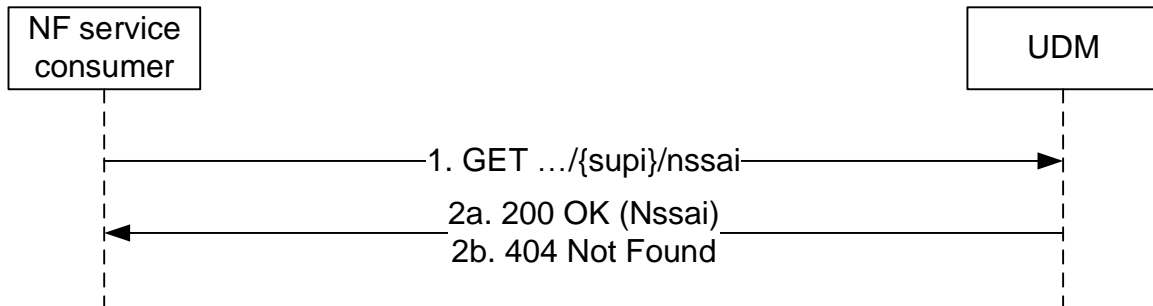 NF service
consumer
UDM
1. GET …/{supi}/nssai
2a. 200 OK (Nssai)
2b. 404 Not Found